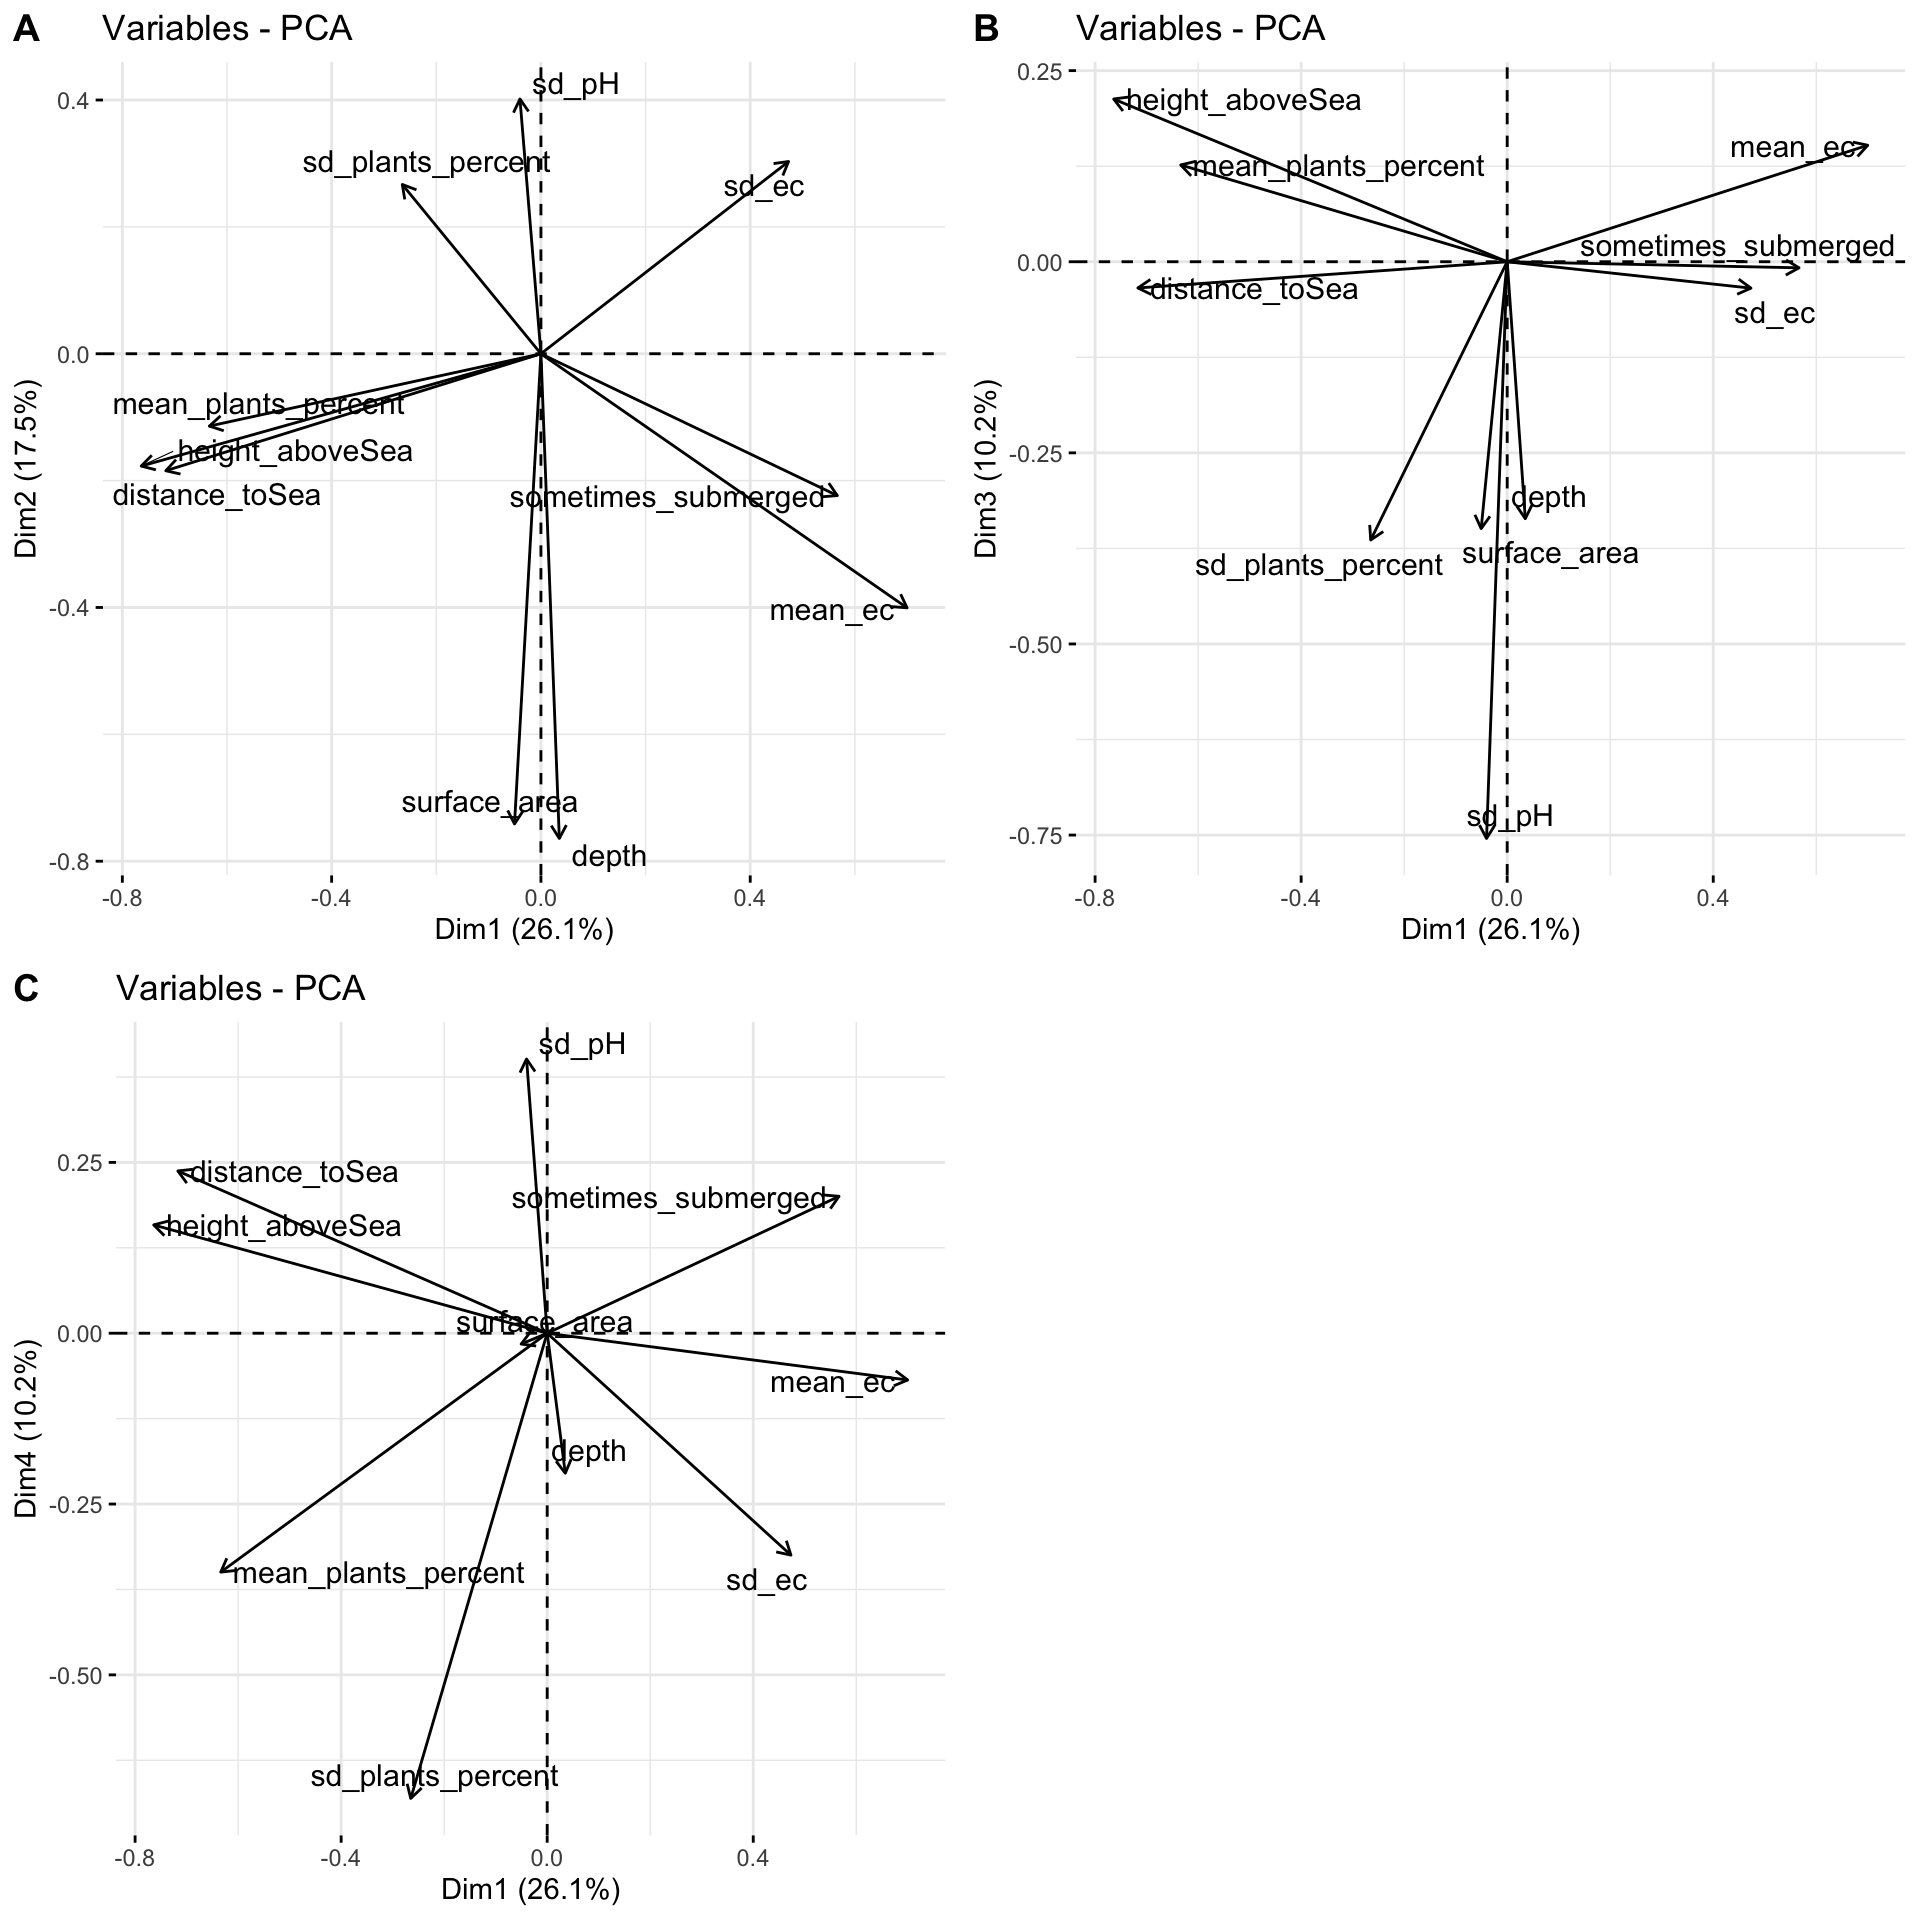 A Variables - PCA
sd_pH
0.4
sd_plants_percent
sd_ec
0.0
mean_plants_percent
height_aboveSea
distance_toSea
sometimes_submerged
-0.4
mean_ec
surface_area
depth
-0.8
-0.8 -0.4 0.0 0.4
Dim1 (26.1%)
Dim2 (17.5%)
B Variables - PCA
0.25
height_aboveSea
mean_ec
mean_plants_percent
sometimes_submerged
0.00
distance_toSea
sd_ec
-0.25
depth
surface_area
sd_plants_percent
-0.50
sd_pH
-0.75
-0.8 -0.4 0.0 0.4
Dim1 (26.1%)
Dim3 (10.2%)
C Variables - PCA
sd_pH
0.25
distance_toSea
sometimes_submerged
height_aboveSea
surface_area
0.00
mean_ec
depth
-0.25
mean_plants_percent
sd_ec
-0.50
sd_plants_percent
-0.8 -0.4 0.0 0.4
Dim1 (26.1%)
Dim4 (10.2%)